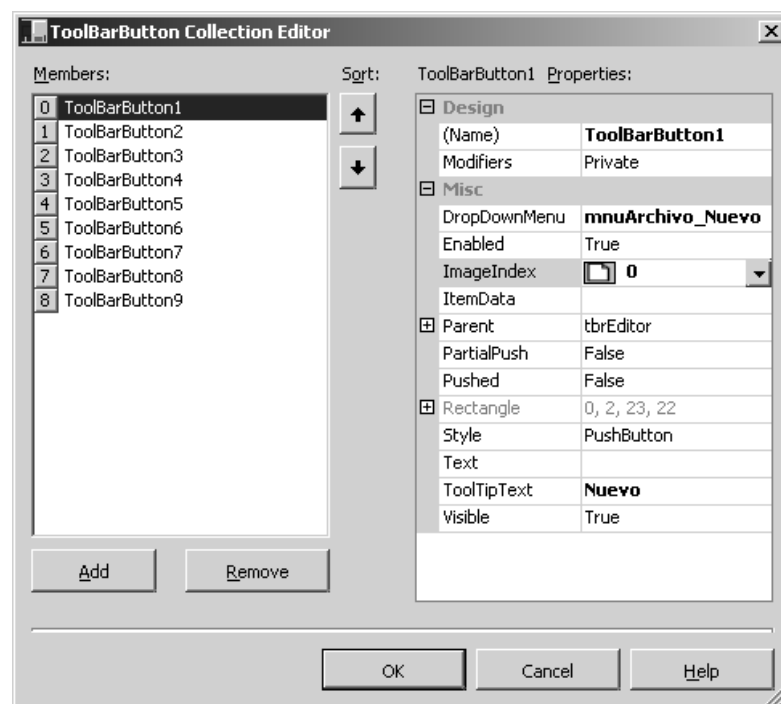 ToolBarButton Collection Editor
Members:
Sort:
ToolBarButton1 Properties:
0 ToolBarButton1
1 ToolBarButton2
2 ToolBarButton3
3 ToolBarButton4
4 ToolBarButton5
5 ToolBarButton6
6 ToolBarButton7
7 ToolBarButton8
8 ToolBarButton9
Design
(Name) ToolBarButton1
Modifiers Private
Misc
DropDownMenu mnuArchivo_Nuevo
Enabled True
ImageIndex 0
ItemData
Parent tbrEditor
PartialPush False
Pushed False
Rectangle 0, 2, 23, 22
Style PushButton
Text
ToolTipText Nuevo
Visible True
Add Remove
OK Cancel Help